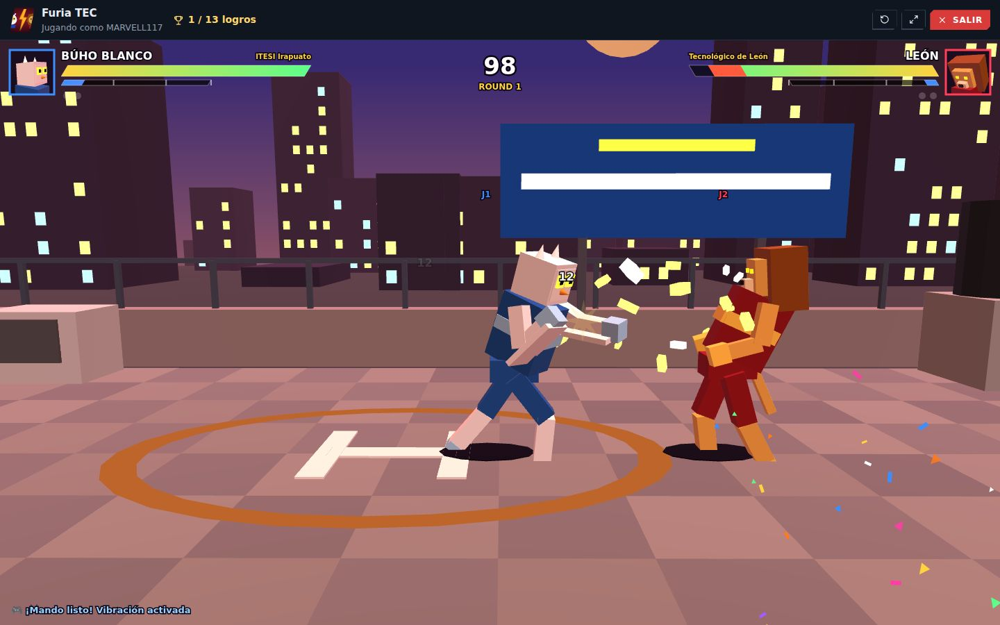 Furia TEC
Jugando como MARVELL117
1 / 13 logros
SALIR
BÚHO BLANCO
ITESI Irapuato
98
ROUND 1
Tecnológico de León
LEÓN
J1
J2
12
12
H
¡Mando listo! Vibración activada